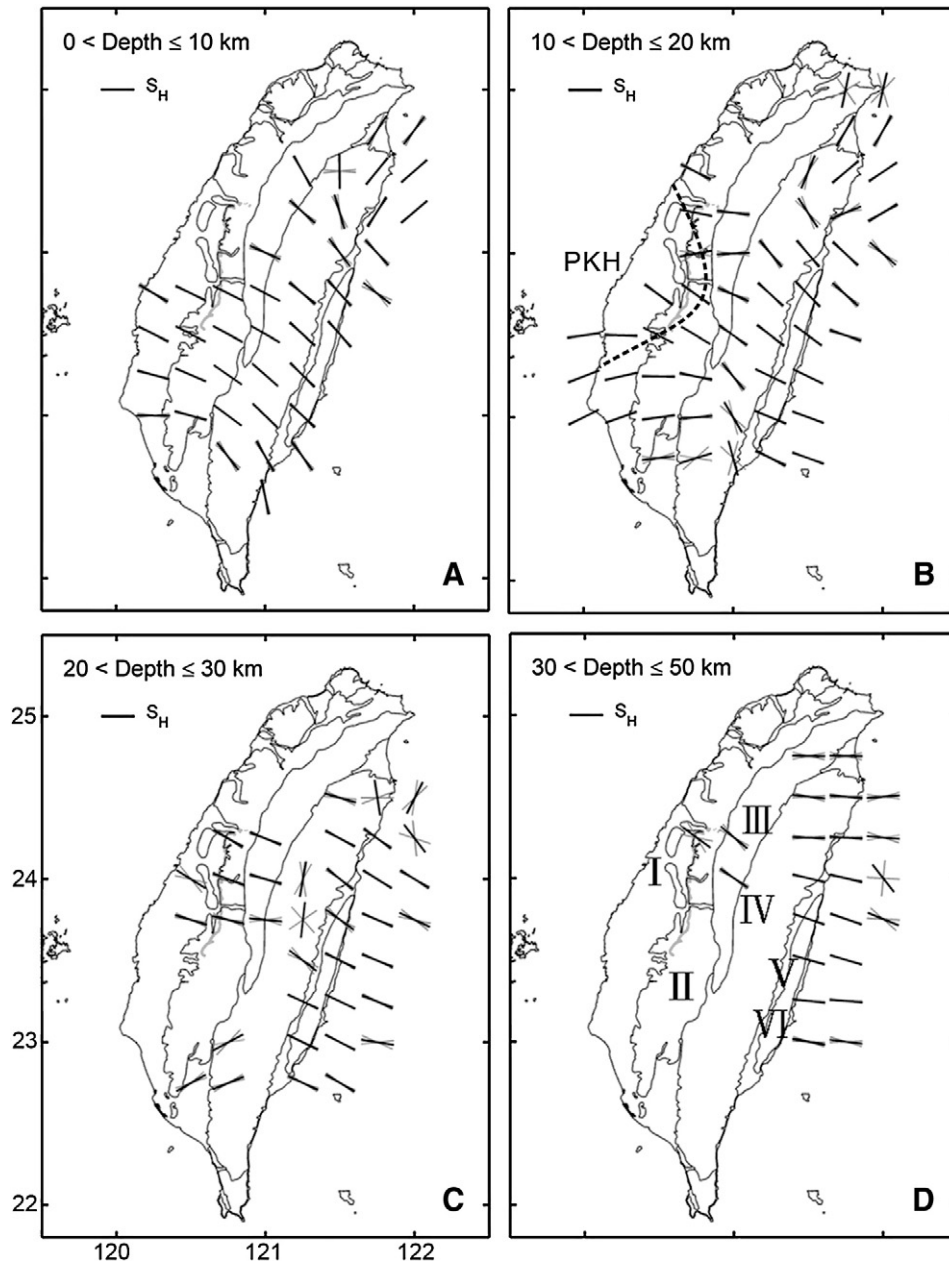 0 < Depth ≤ 10 km
S_H
A
10 < Depth ≤ 20 km
S_H
PKH
B
20 < Depth ≤ 30 km
S_H
25
24
23
22
120
121
122
C
30 < Depth ≤ 50 km
S_H
III
I
IV
II
V
VI
D